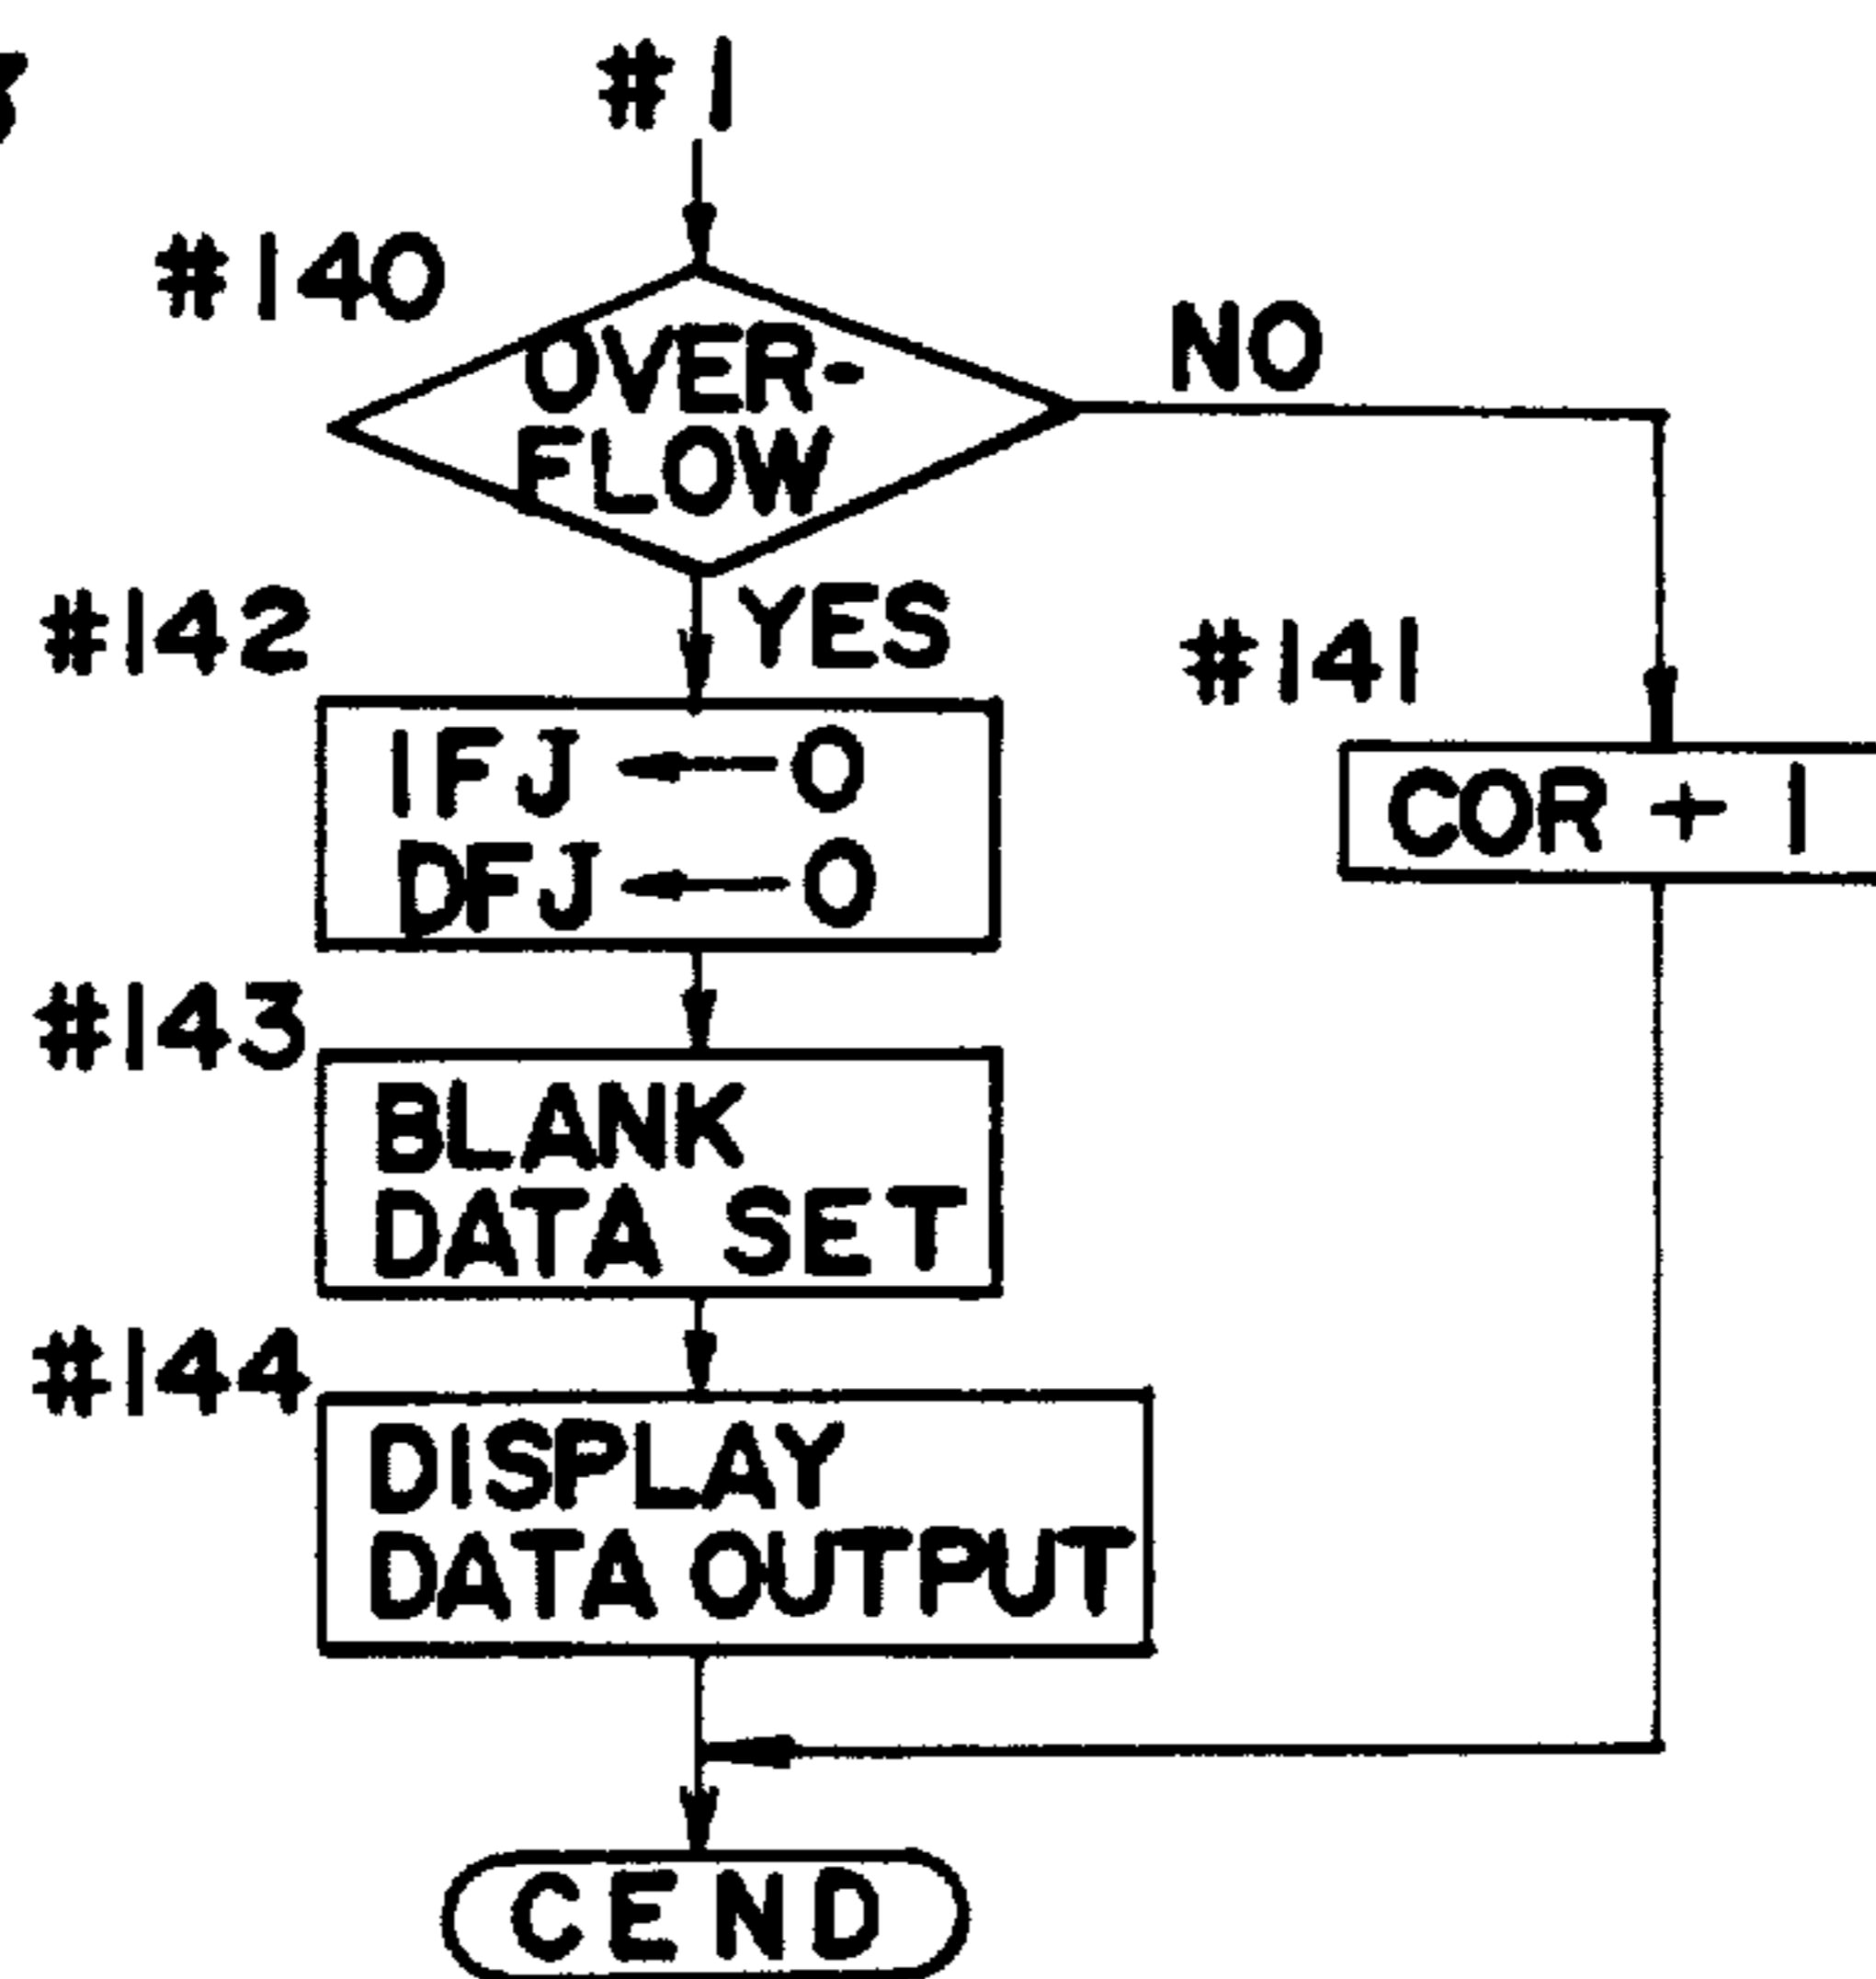 #1
#140
OVER-
FLOW
NO
YES
#142
IFJ ← 0
DFJ ← 0
#141
COR + 1
#143
BLANK
DATA SET
#144
DISPLAY
DATA OUTPUT
CEND